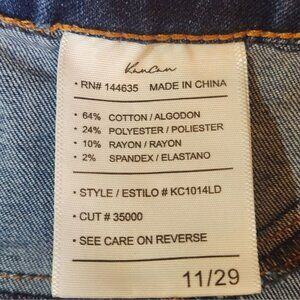 KanCan
• RN# 144635 MADE IN CHINA
• 64% COTTON / ALGODON
• 24% POLYESTER / POLIESTER
• 10% RAYON / RAYON
• 2% SPANDEX / ELASTANO
• STYLE / ESTILO # KC1014LD
• CUT # 35000
• SEE CARE ON REVERSE
11/29